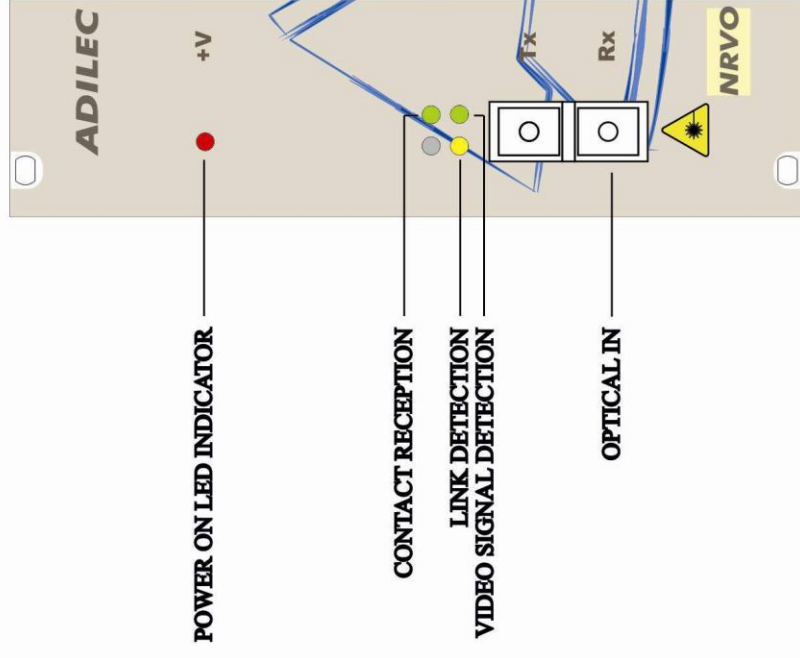 ADILEC
+V
Tx
Rx
NRVO
POWER ON LED INDICATOR
CONTACT RECEPTION
LINK DETECTION
VIDEO SIGNAL DETECTION
OPTICAL IN